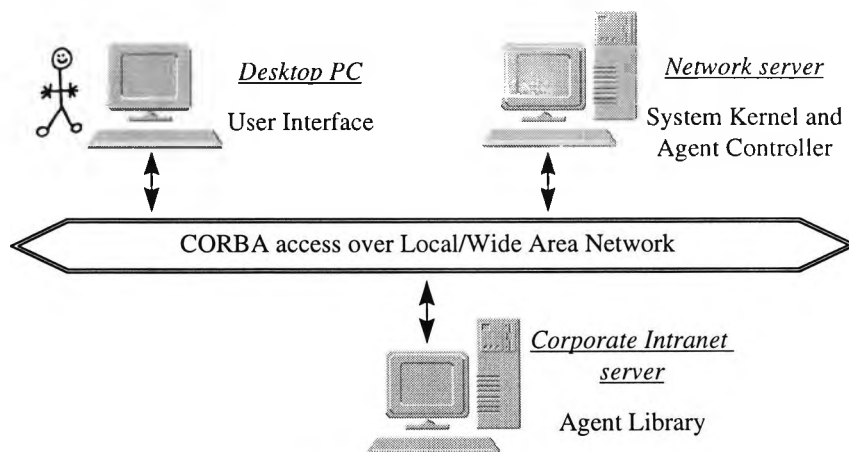 Desktop PC
User Interface
Network server
System Kernel and
Agent Controller
CORBA access over Local/Wide Area Network
Corporate Intranet
server
Agent Library